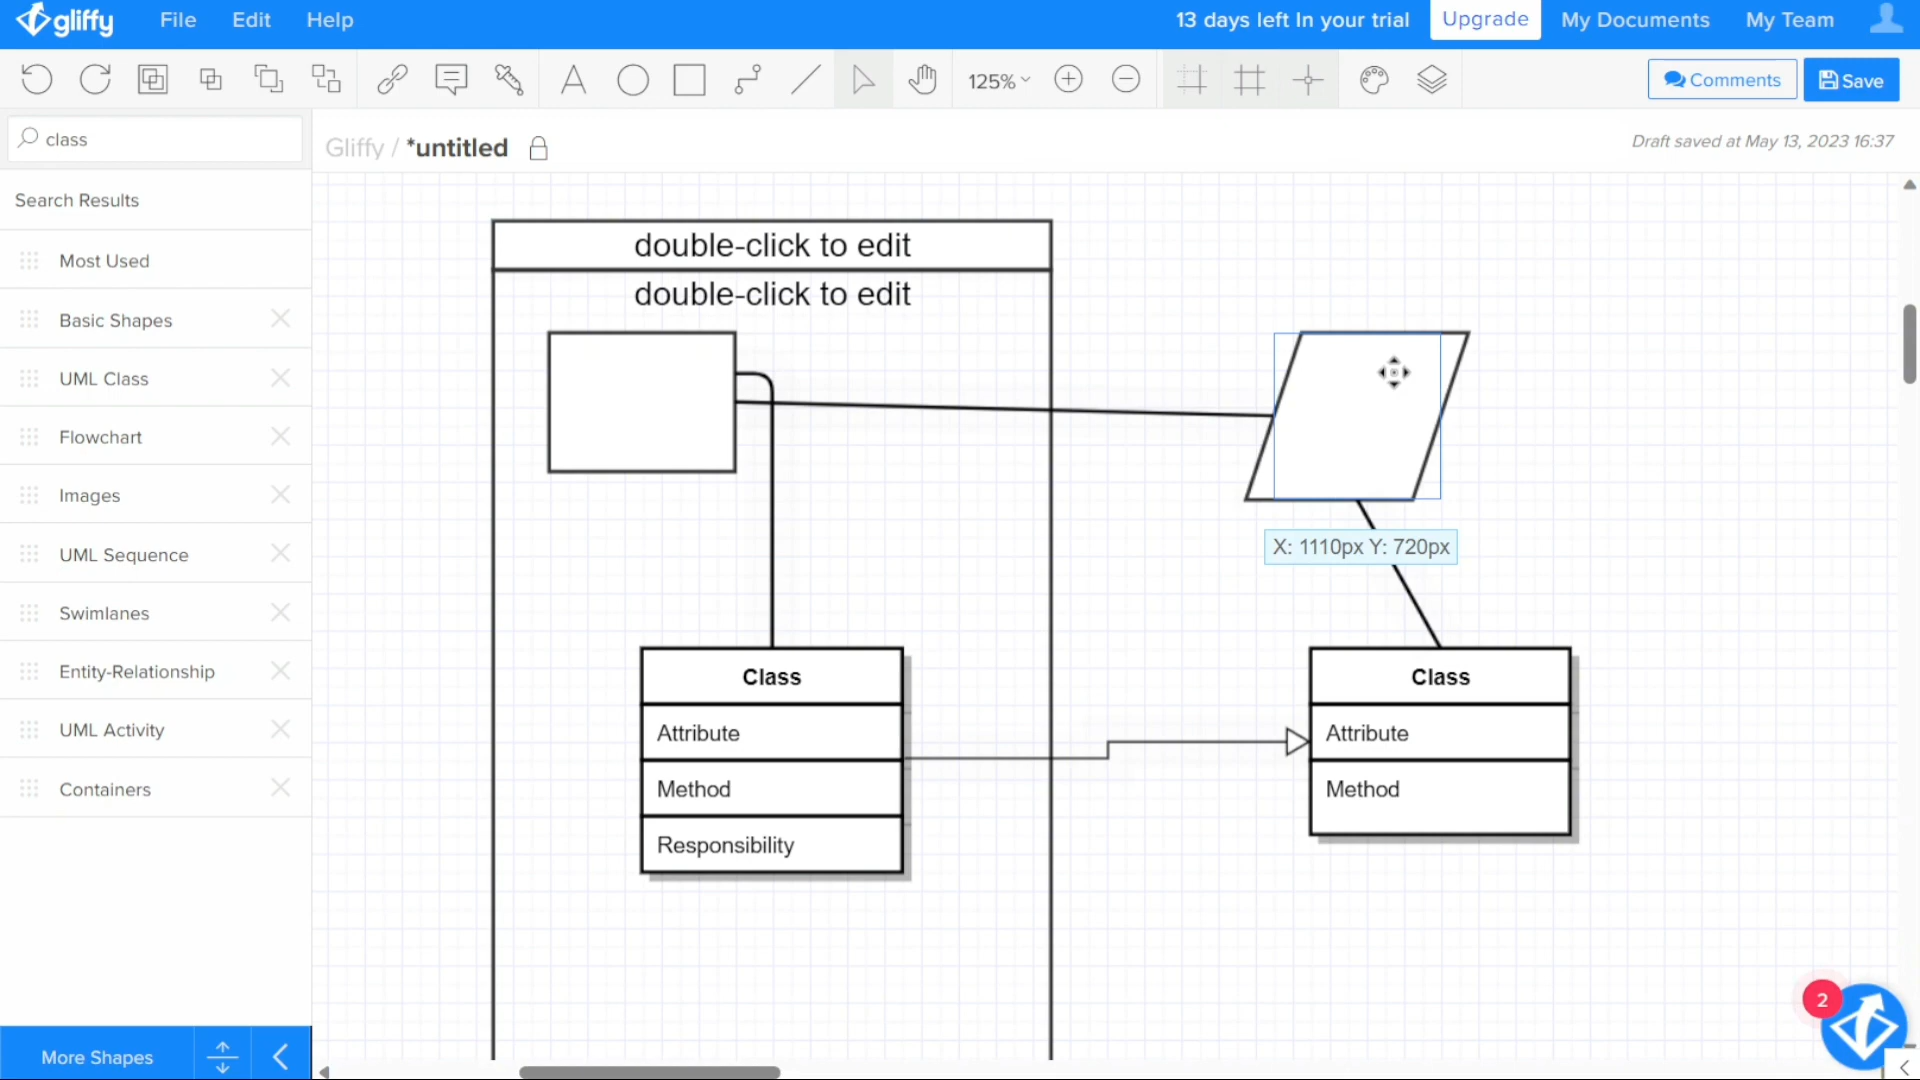 gliffy File Edit Help 13 days left In your trial Upgrade My Documents My Team
125% Comments Save
class
Gliffy / *untitled
Draft saved at May 13, 2023 16:37
Search Results
Most Used
Basic Shapes
UML Class
Flowchart
Images
UML Sequence
Swimlanes
Entity-Relationship
UML Activity
Containers
More Shapes
double-click to edit
double-click to edit
X: 1110px Y: 720px
Class
Attribute
Method
Responsibility
Class
Attribute
Method
2